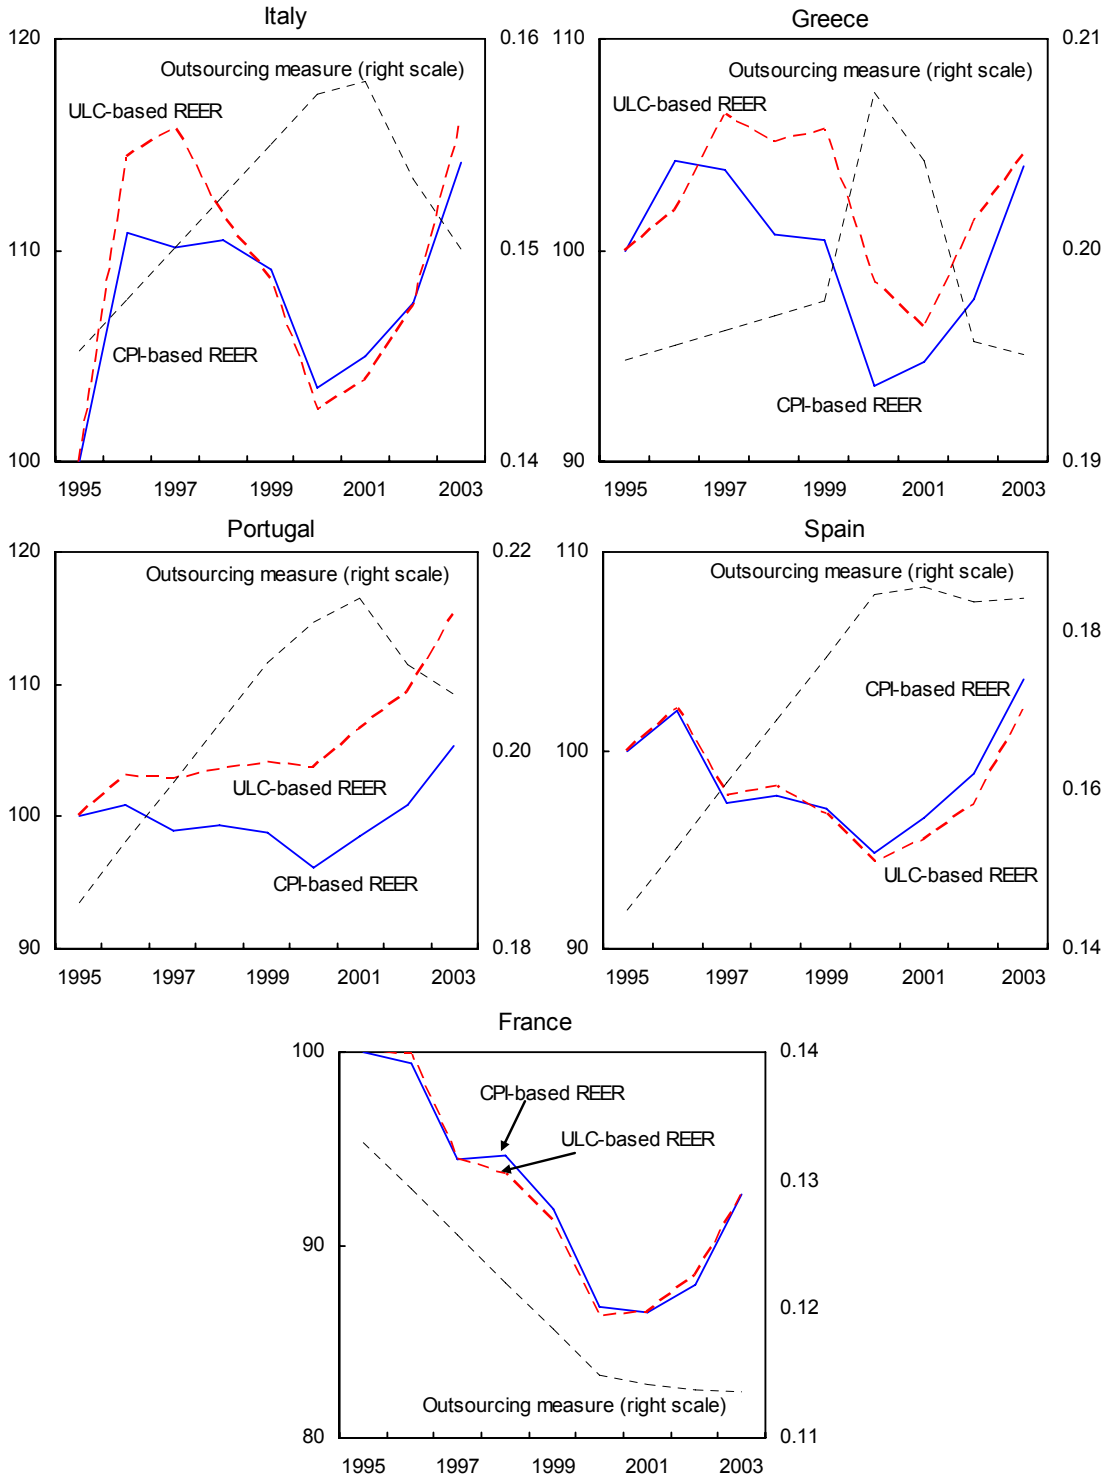 Italy
120
0.16
Outsourcing measure (right scale)
ULC-based REER
110
0.15
CPI-based REER
100
0.14
1995 1997 1999 2001 2003
Greece
110
0.21
Outsourcing measure (right scale)
ULC-based REER
100
0.20
CPI-based REER
90
0.19
1995 1997 1999 2001 2003
Portugal
120
0.22
Outsourcing measure (right scale)
110
0.20
ULC-based REER
100
CPI-based REER
90
0.18
1995 1997 1999 2001 2003
Spain
110
Outsourcing measure (right scale)
0.18
CPI-based REER
100
0.16
ULC-based REER
90
0.14
1995 1997 1999 2001 2003
France
100
0.14
CPI-based REER
ULC-based REER
0.13
90
0.12
Outsourcing measure (right scale)
80
0.11
1995 1997 1999 2001 2003